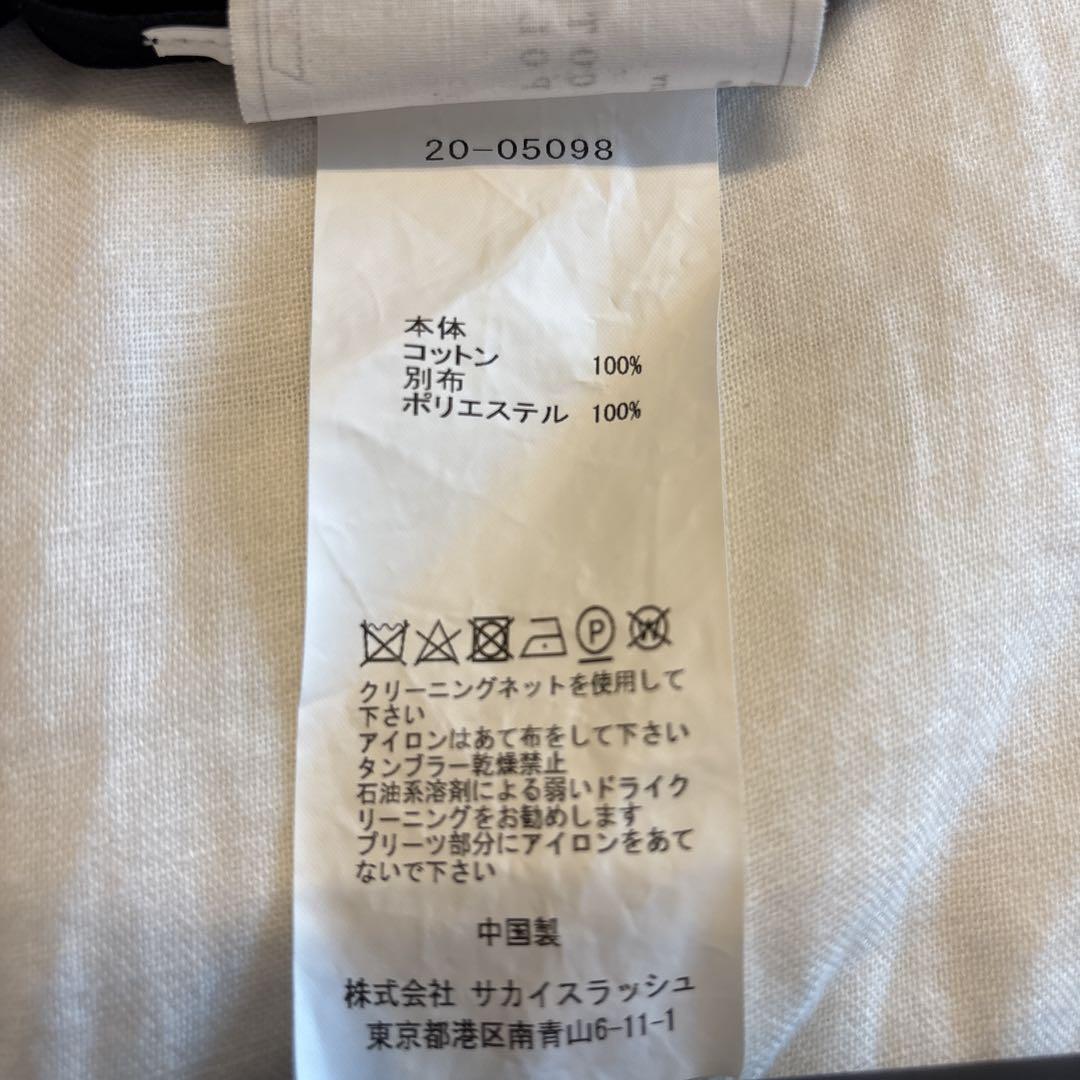 20-05098
本体
コットン 100%
別布
ポリエステル 100%
P W
クリーニングネットを使用して
下さい
アイロンはあて布をして下さい
タンブラー乾燥禁止
石油系溶剤による弱いドライク
リーニングをお勧めします
プリーツ部分にアイロンをあて
ないで下さい
中国製
株式会社 サカイスラッシュ
東京都港区南青山6-11-1